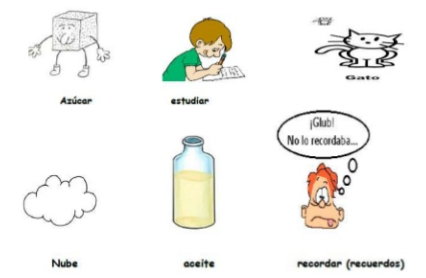 Azúcar
estudiar
Gato
¡Glub!
No lo recordaba...
Nube
aceite
recordar (recuerdos)